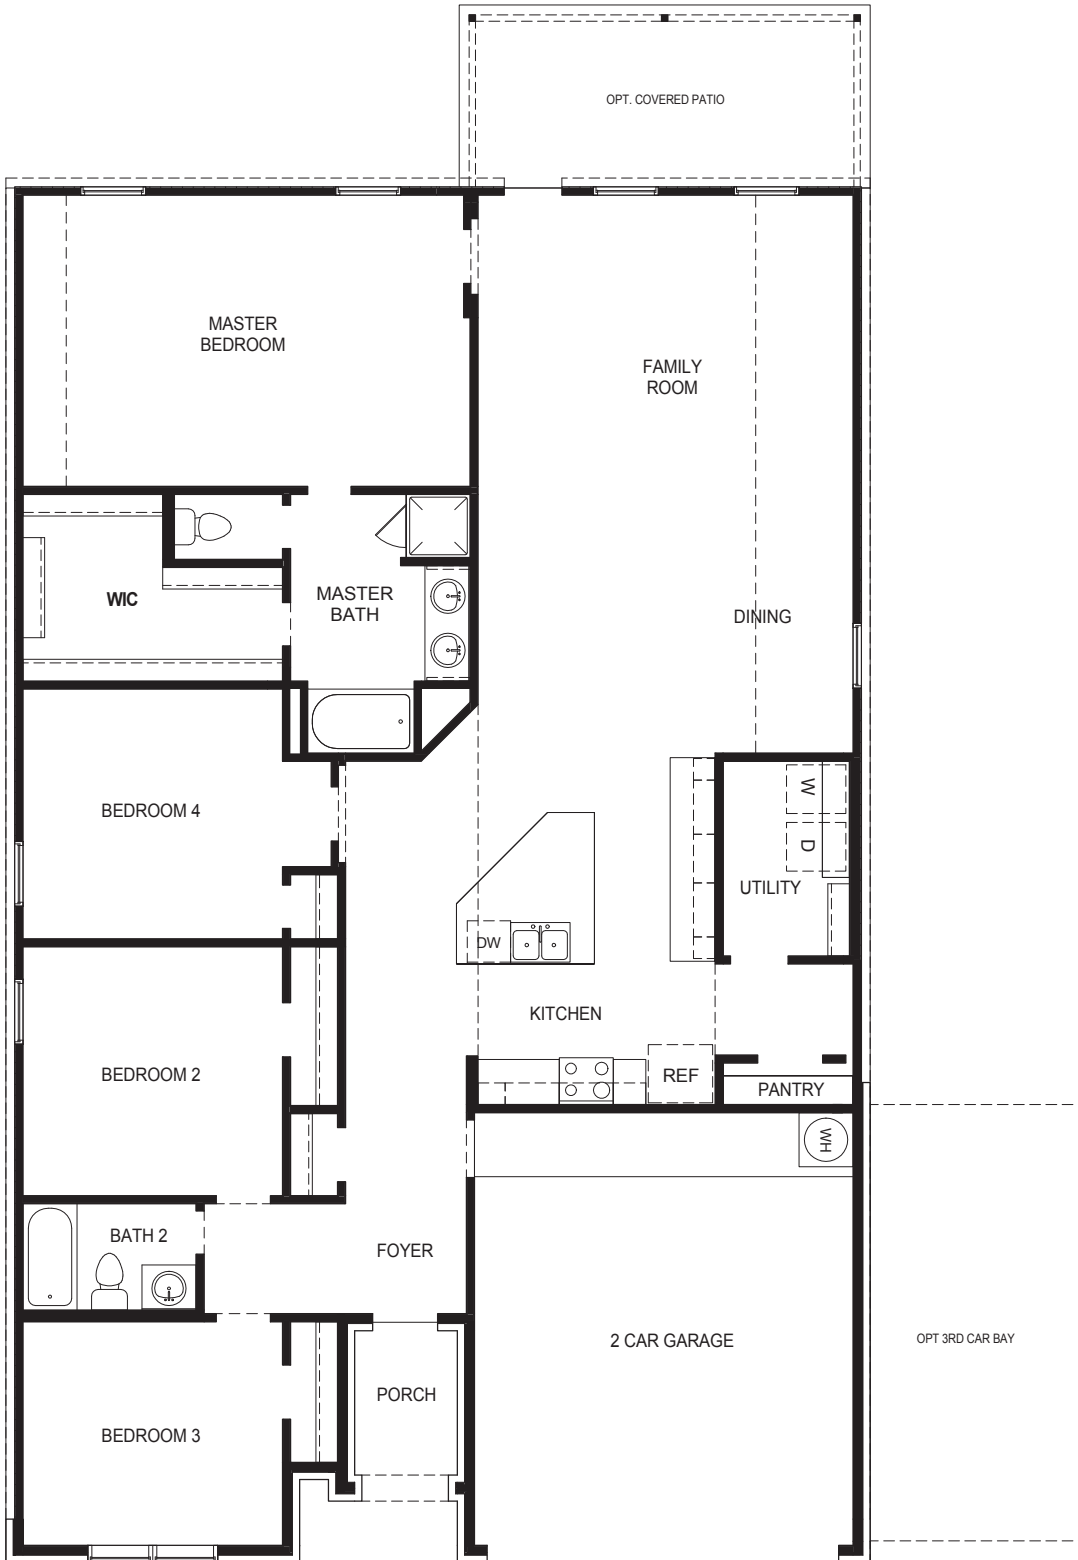 OPT. COVERED PATIO
MASTER
BEDROOM
FAMILY
ROOM
WIC
MASTER
BATH
DINING
BEDROOM 4
W
D
UTILITY
DW
KITCHEN
BEDROOM 2
REF
PANTRY
WH
BATH 2
FOYER
2 CAR GARAGE
OPT 3RD CAR BAY
PORCH
BEDROOM 3